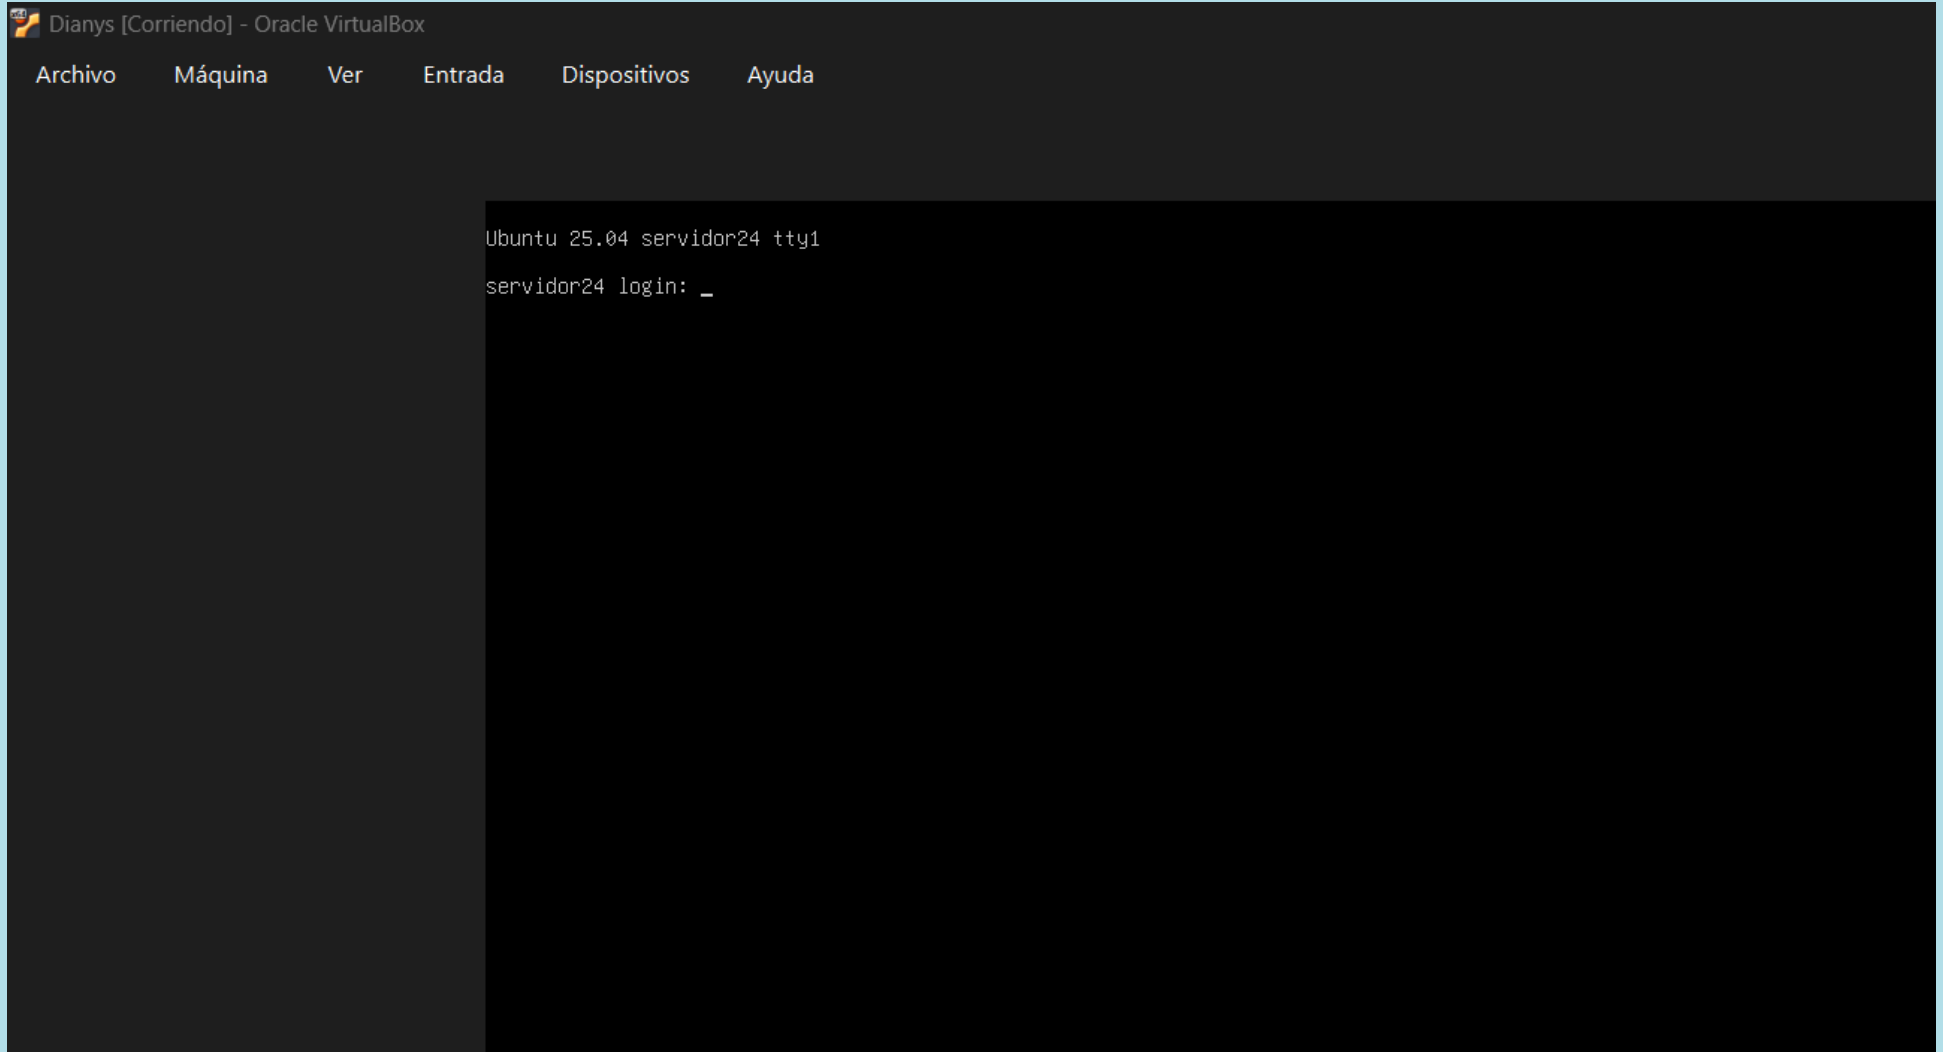 Dianys [Corriendo] - Oracle VirtualBox
Archivo Máquina Ver Entrada Dispositivos Ayuda
Ubuntu 25.04 servidor24 tty1
servidor24 login: _